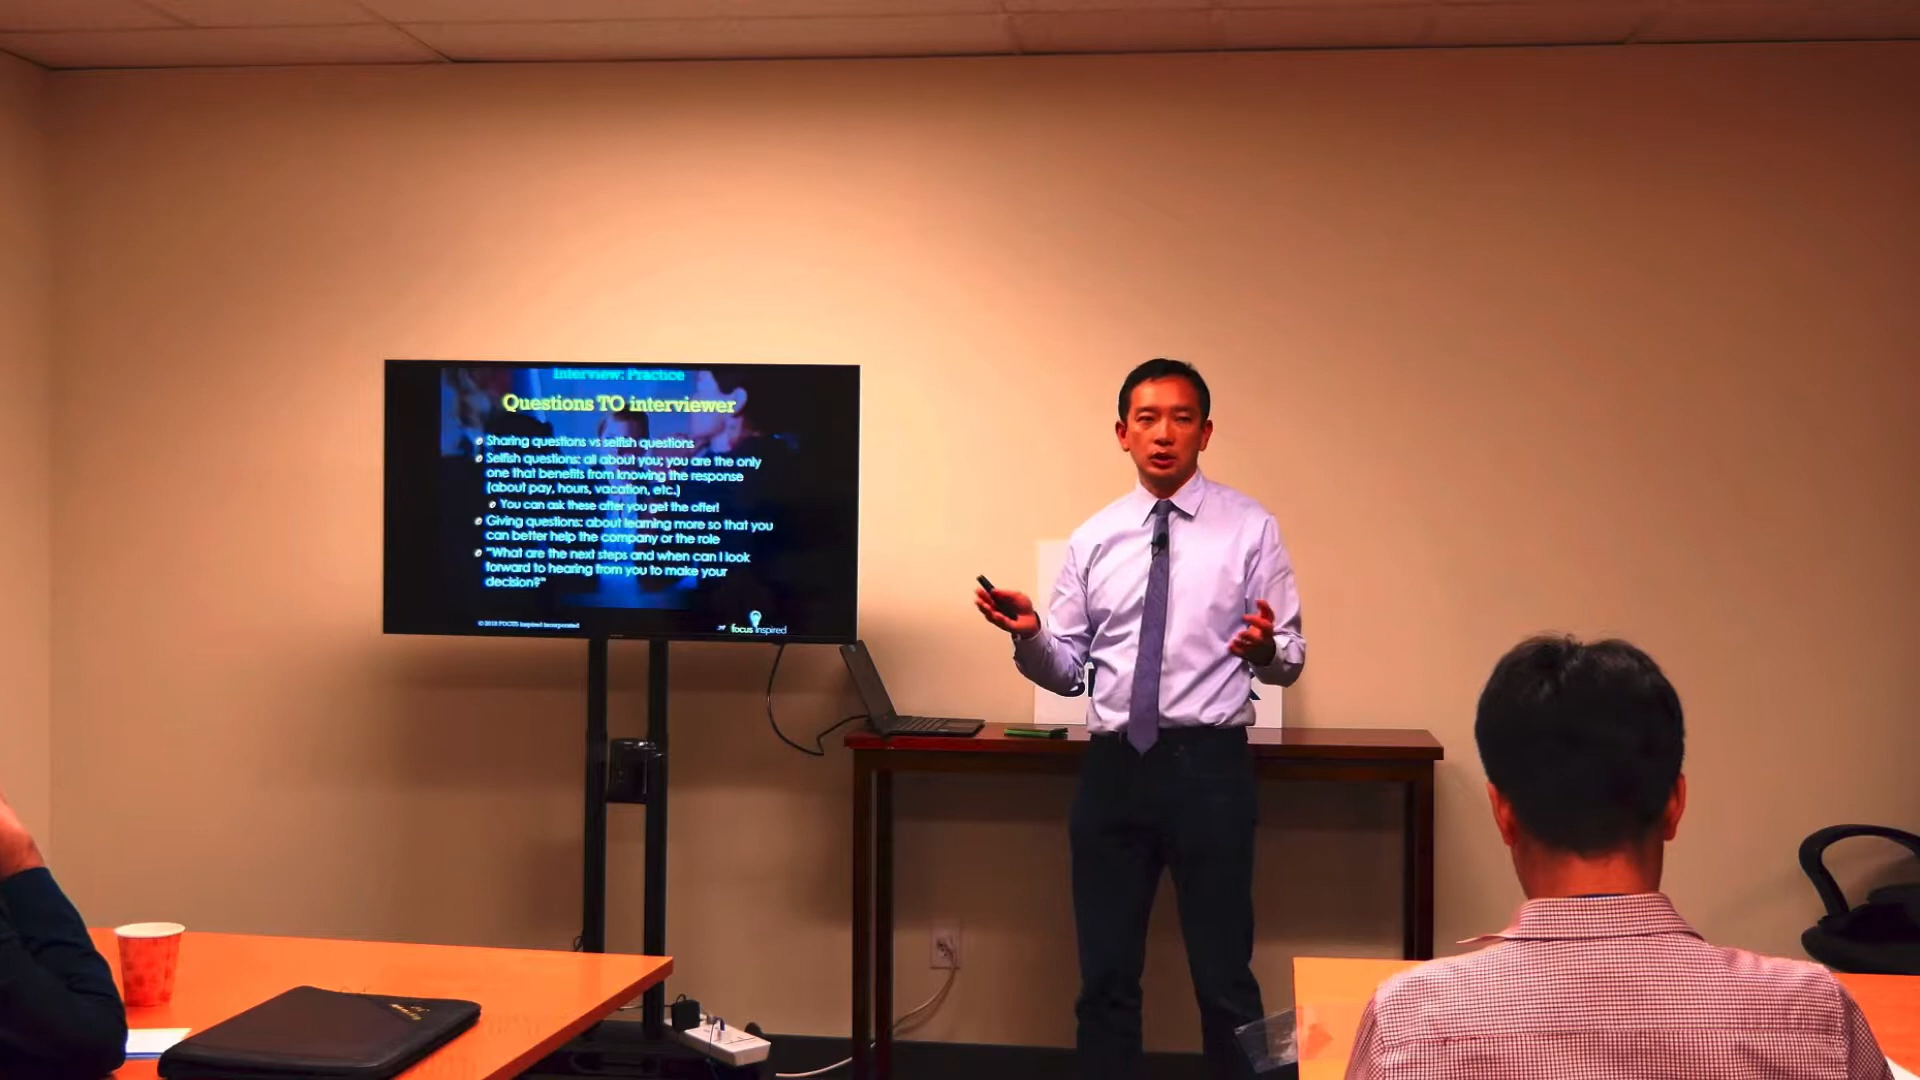 Interview: Practice
Questions TO interviewer
Sharing questions vs selfish questions
Selfish questions: all about you; you are the only
one that benefits from knowing the response
(about pay, hours, vacation, etc.)
You can ask these after you get the offer!
Giving questions: about learning more so that you
can better help the company or the role
"What are the next steps and when can I look
forward to hearing from you to make your
decision?"
© 2018 FOCUS Inspired Incorporated
focus inspired